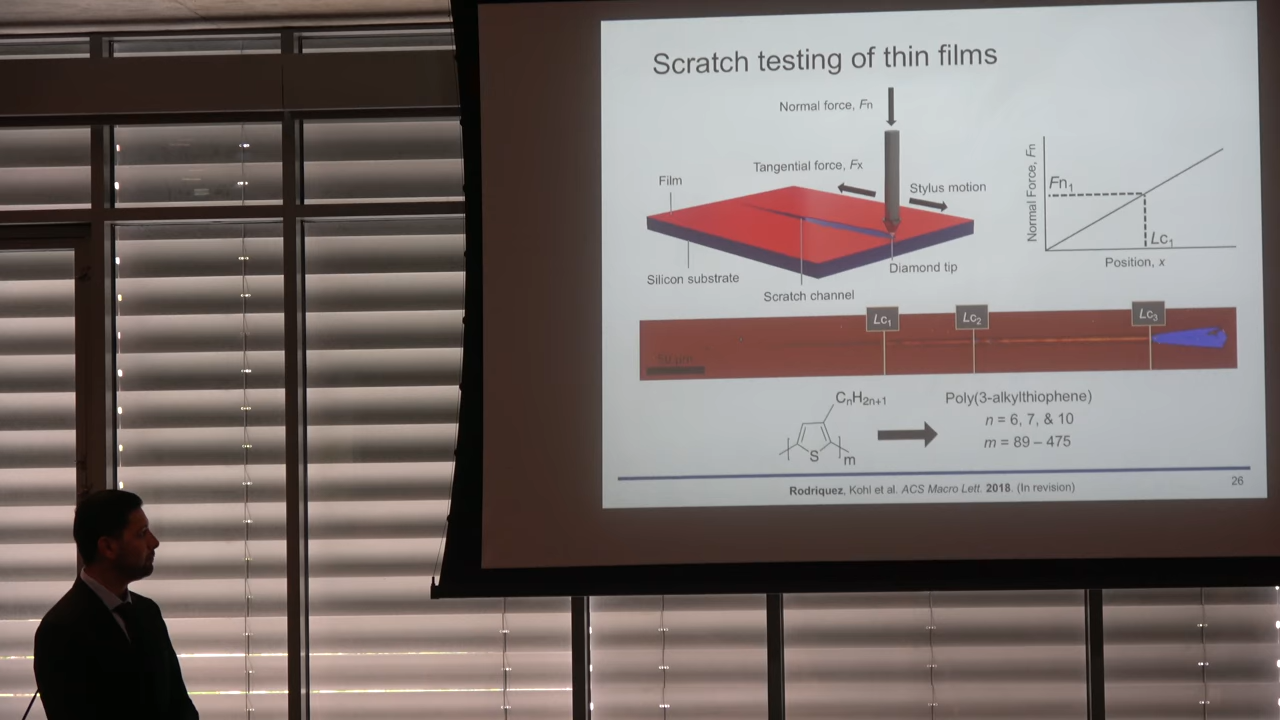 Scratch testing of thin films
Normal force, Fn
Tangential force, Fx
Film
Stylus motion
Silicon substrate
Diamond tip
Scratch channel
Normal Force, Fn
Fn1
Lc1
Position, x
Lc1
Lc2
Lc3
50 µm
CnH2n+1
S
m
Poly(3-alkylthiophene)
n = 6, 7, & 10
m = 89 – 475
Rodriquez, Kohl et al. ACS Macro Lett. 2018. (In revision)
26